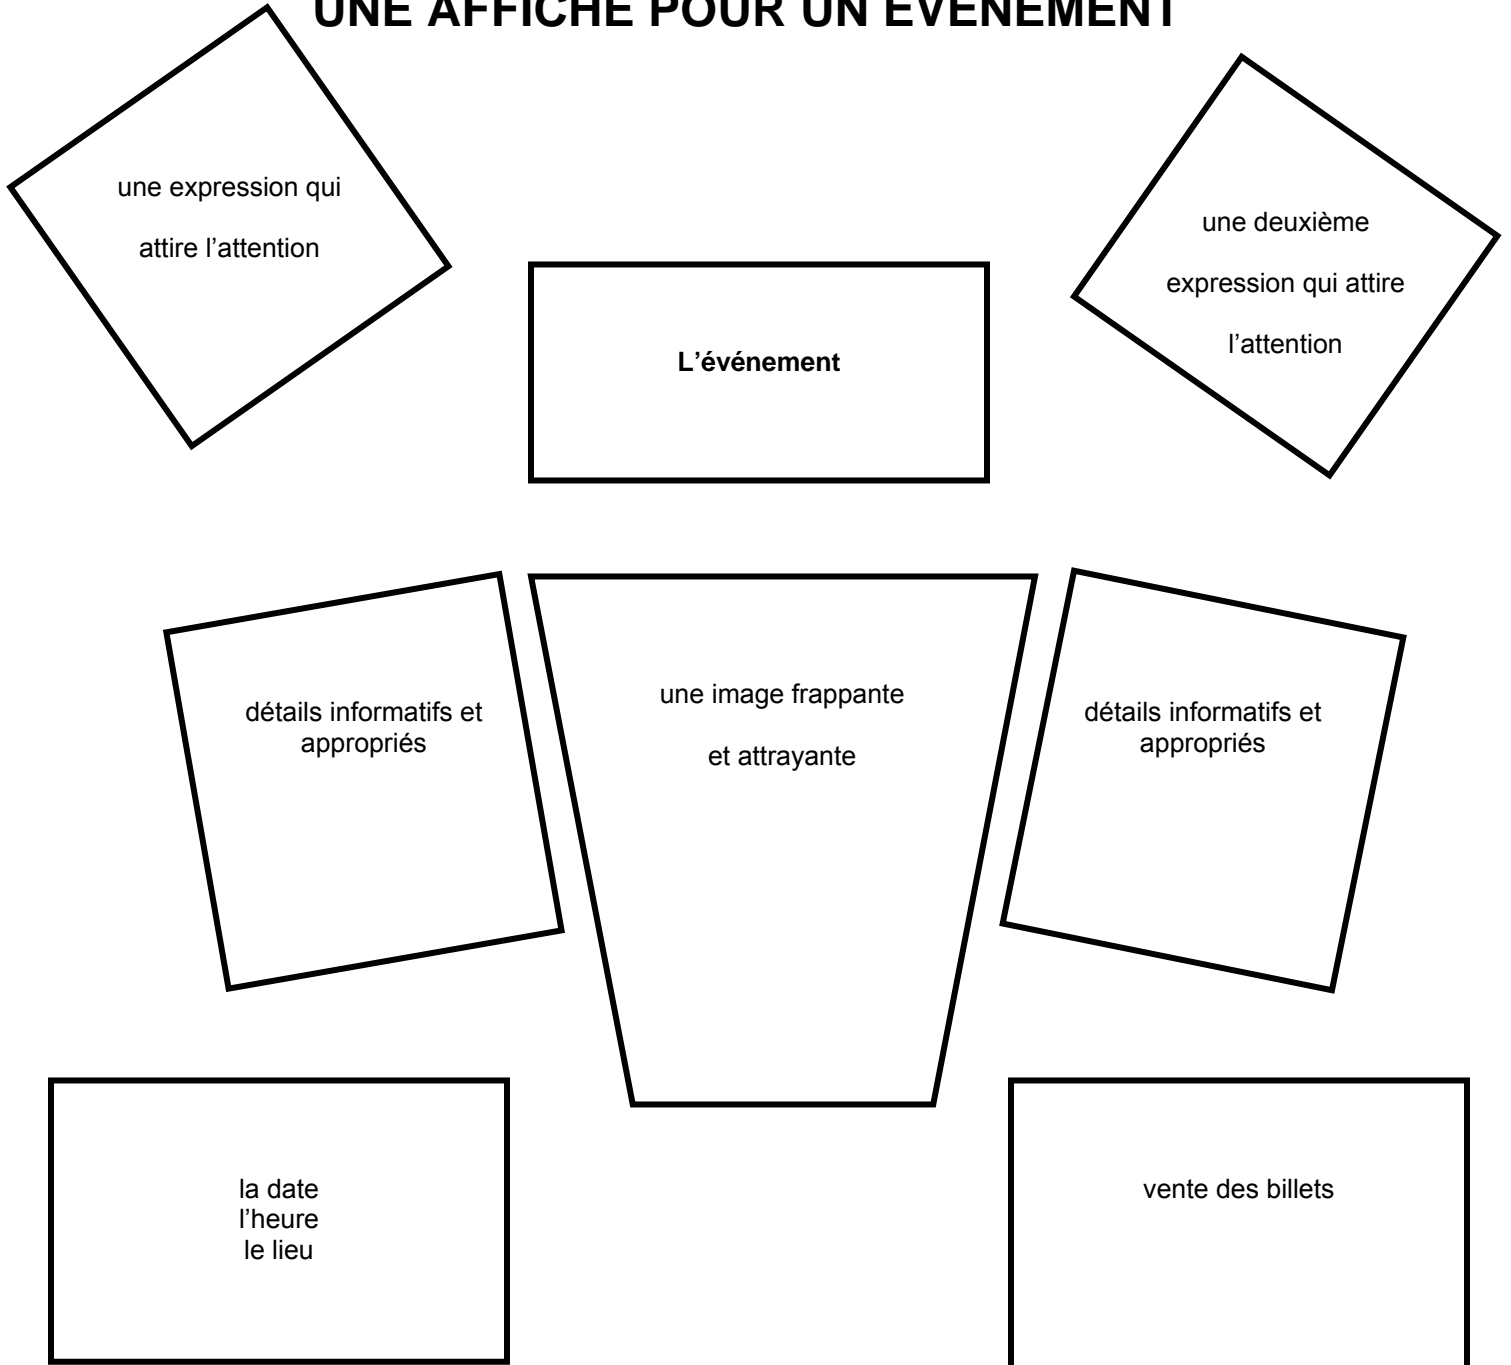 UNE AFFICHE POUR UN ÉVÉNEMENT
une expression qui
attire l'attention
une deuxième
expression qui attire
l'attention
L'événement
détails informatifs et
appropriés
une image frappante
et attrayante
détails informatifs et
appropriés
la date
l'heure
le lieu
vente des billets